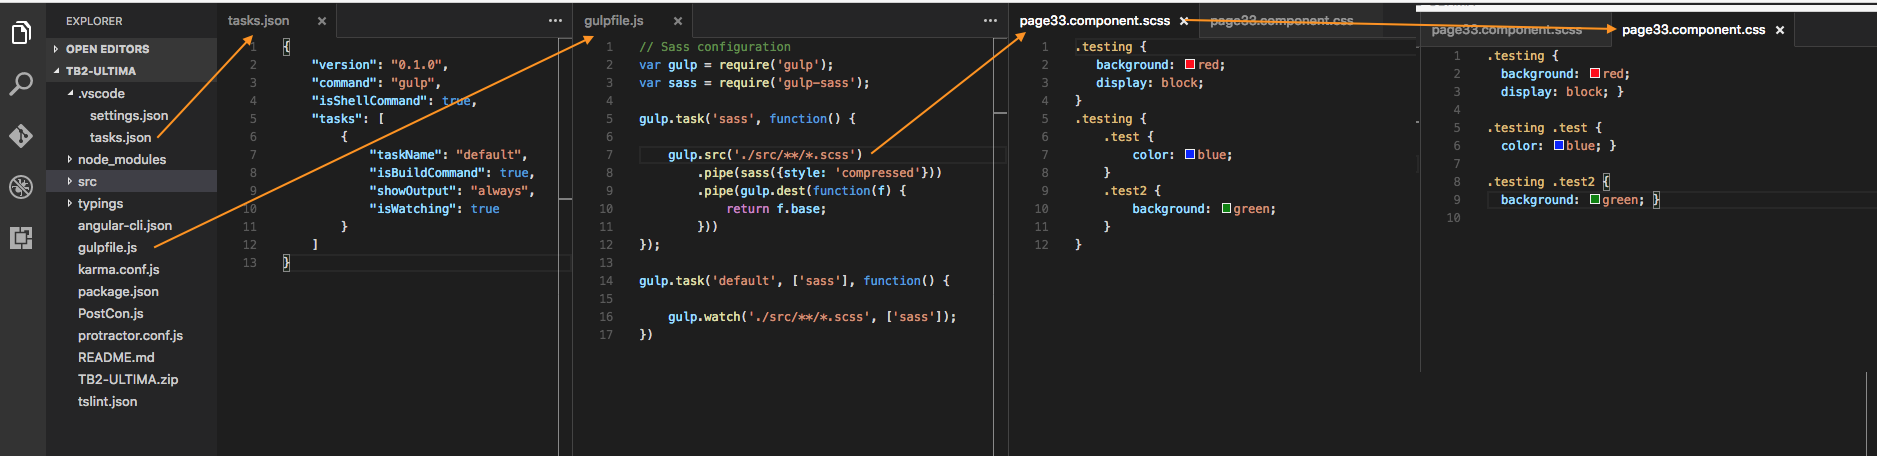 EXPLORER
OPEN EDITORS
TB2-ULTIMA
.vscode
settings.json
tasks.json
node_modules
src
typings
angular-cli.json
gulpfile.js
karma.conf.js
package.json
PostCon.js
protractor.conf.js
README.md
TB2-ULTIMA.zip
tslint.json
tasks.json ×
1 {
2 "version": "0.1.0",
3 "command": "gulp",
4 "isShellCommand": true,
5 "tasks": [
6 {
7 "taskName": "default",
8 "isBuildCommand": true,
9 "showOutput": "always",
10 "isWatching": true
11 }
12 ]
13 }
gulpfile.js ×
1 // Sass configuration
2 var gulp = require('gulp');
3 var sass = require('gulp-sass');
4
5 gulp.task('sass', function() {
6
7 gulp.src('./src/**/*.scss')
8 .pipe(sass({style: 'compressed'}))
9 .pipe(gulp.dest(function(f) {
10 return f.base;
11 }))
12 });
13
14 gulp.task('default', ['sass'], function() {
15
16 gulp.watch('./src/**/*.scss', ['sass']);
17 })
page33.component.scss × page33.component.css
1 .testing {
2 background: red;
3 display: block;
4 }
5 .testing {
6 .test {
7 color: blue;
8 }
9 .test2 {
10 background: green;
11 }
12 }
page33.component.scss page33.component.css ×
1 .testing {
2 background: red;
3 display: block; }
4
5 .testing .test {
6 color: blue; }
7
8 .testing .test2 {
9 background: green; }
10